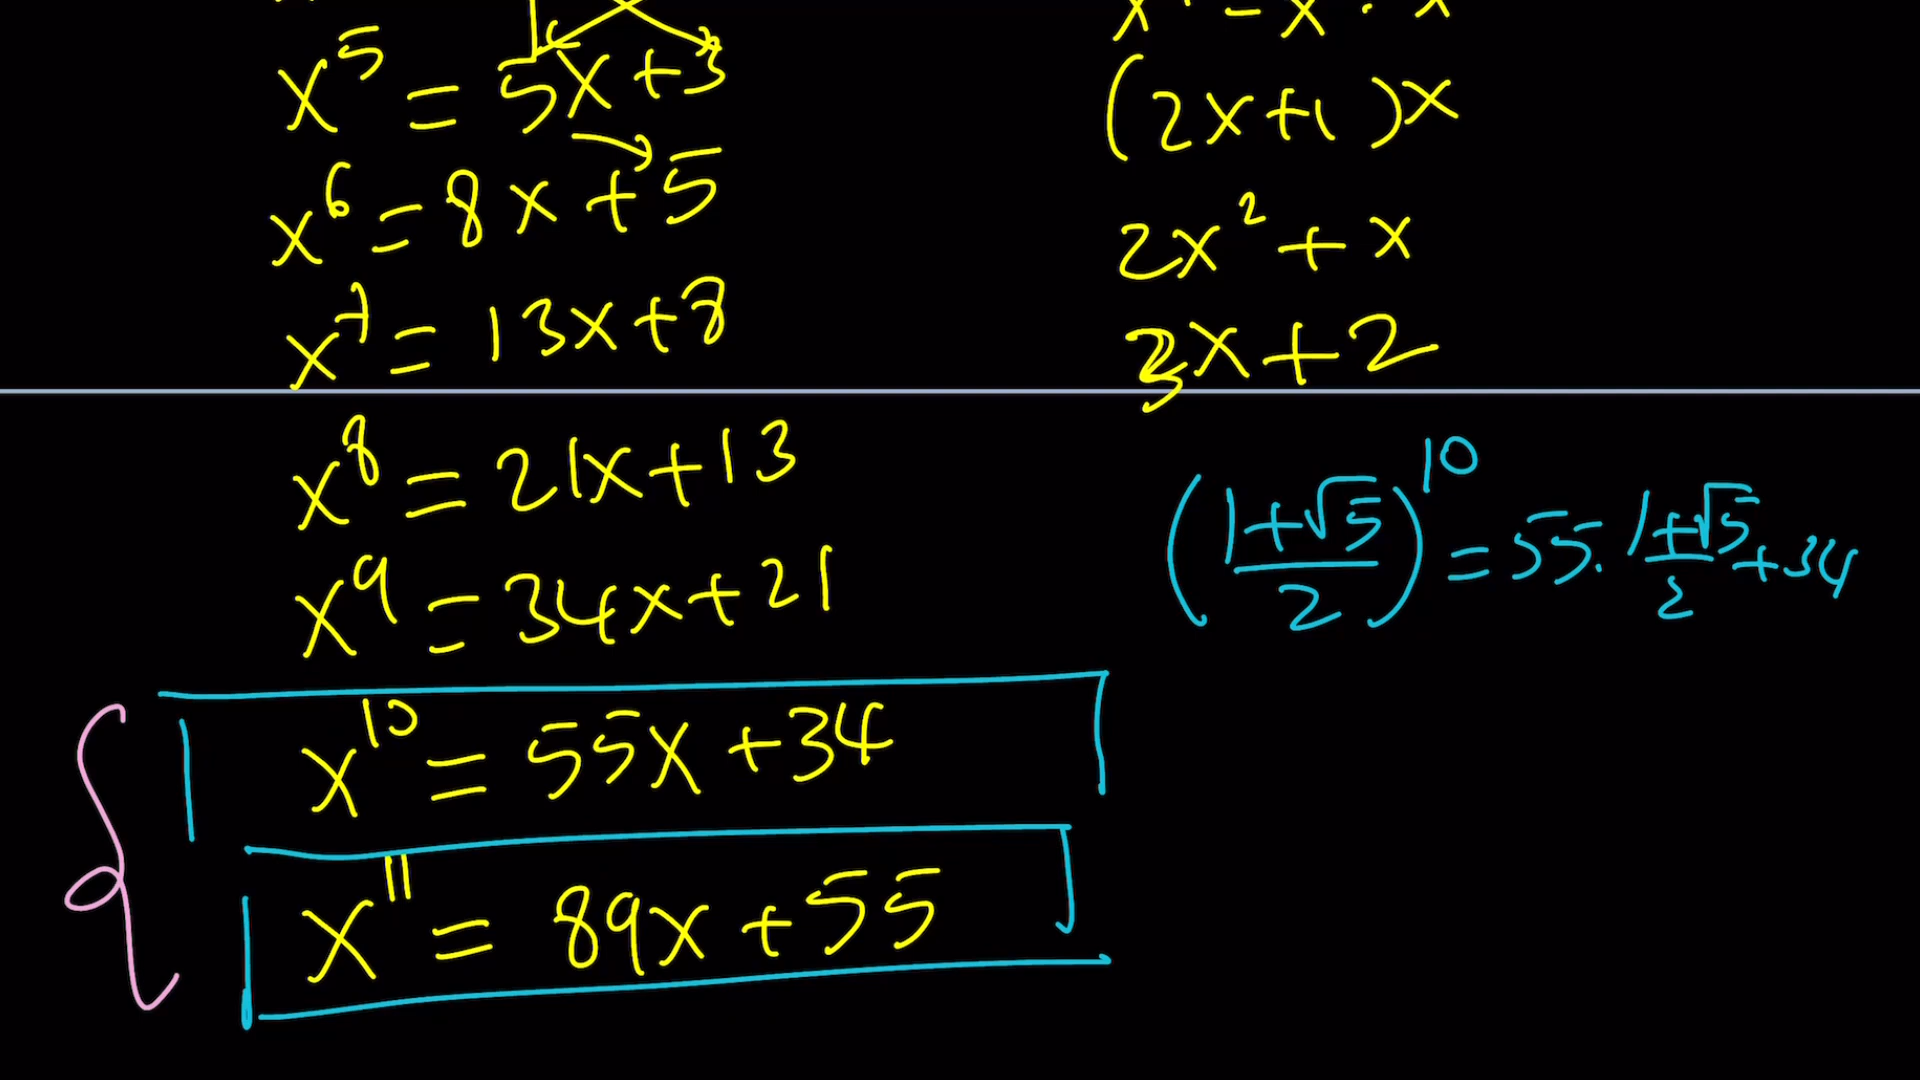 x⁵ = 5x + 3
x⁶ = 8x + 5
x⁷ = 13x + 8
x⁸ = 21x + 13
x⁹ = 34x + 21
x¹⁰ = 55x + 34
x¹¹ = 89x + 55
(2x+1)x
2x² + x
3x + 2
((1+√5)/2)¹⁰ = 55 · (1+√5)/2 + 34